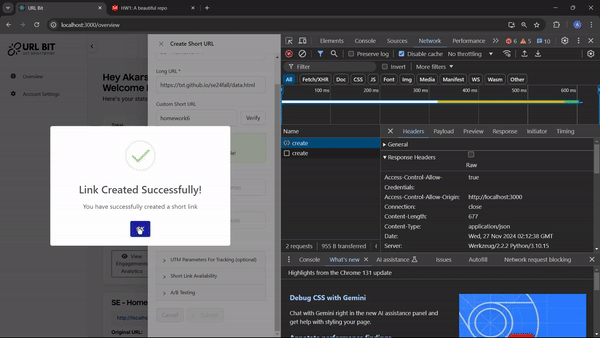 URL BIT
HW1: A beautiful repo
localhost:3000/overview
URL BIT
Overview
Account Settings
Hey Akars
Welcome
Here's your stats
Create Short URL
Long URL *
https://txt.github.io/se24fall/data.html
Custom Short URL
homework6
Verify
Link Created Successfully!
You have successfully created a short link
View
Engagements
Analytics
UTM Parameters For Tracking (optional)
Short Link Availability
A/B Testing
Cancel
SE - Home
http://localho
Original URL:
Elements
Console
Sources
Network
Performance
6
5
10
Preserve log
Disable cache
No throttling
Filter
Invert
More filters
All
Fetch/XHR
Doc
CSS
JS
Font
Img
Media
Manifest
WS
Wasm
Other
100 ms
200 ms
300 ms
400 ms
500 ms
600 ms
Name
Headers
Payload
Preview
Response
Initiator
Timing
create
create
General
Response Headers
Raw
Access-Control-Allow-Credentials:
true
Access-Control-Allow-Origin:
http://localhost:3000
Connection:
close
Content-Length:
677
Content-Type:
application/json
Date:
Wed, 27 Nov 2024 02:12:38 GMT
Server:
Werkzeug/2.2.2 Python/3.10.15
2 requests
955 B transferred
Console
What's new
AI assistance
Issues
Autofill
Network request blocking
Highlights from the Chrome 131 update
Debug CSS with Gemini
Chat with Gemini right in the new AI assistance panel and
get help with styling your page.
Annotate performance findings